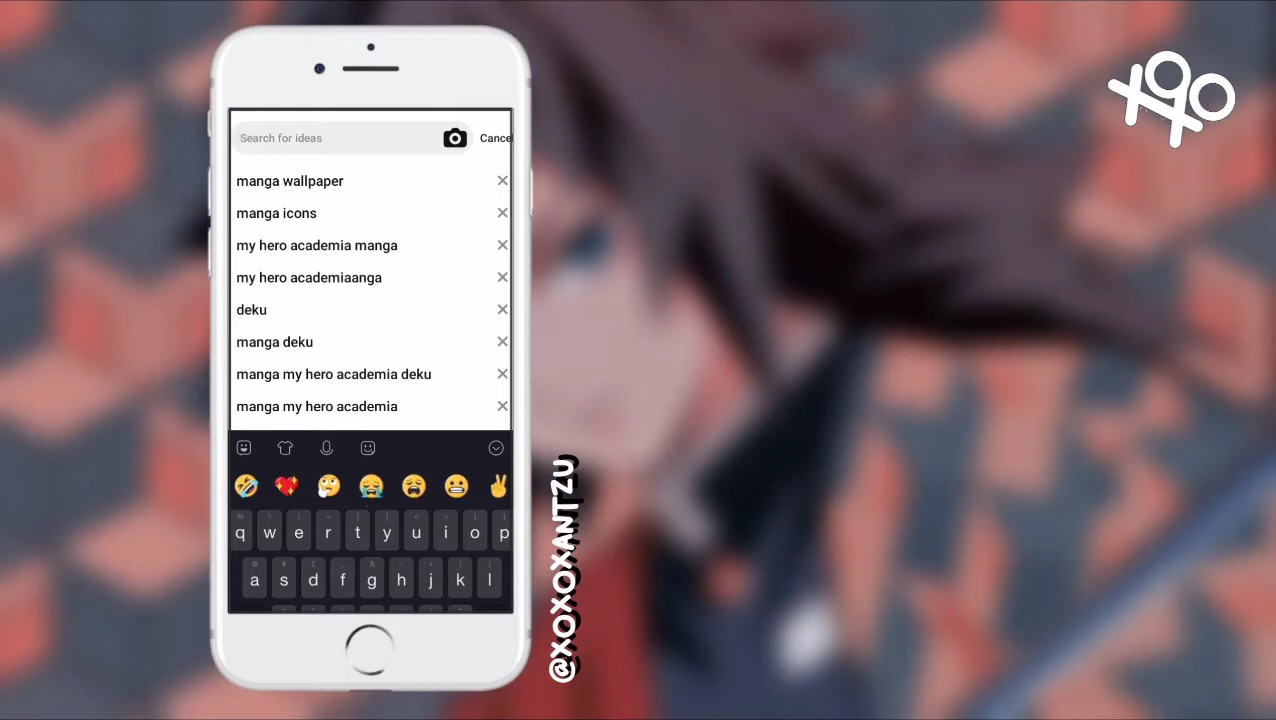 Search for ideas
Cancel
manga wallpaper
manga icons
my hero academia manga
my hero academiaanga
deku
manga deku
manga my hero academia deku
manga my hero academia
q w e r t y u i o p
a s d f g h j k l
@XOXOXANTZU